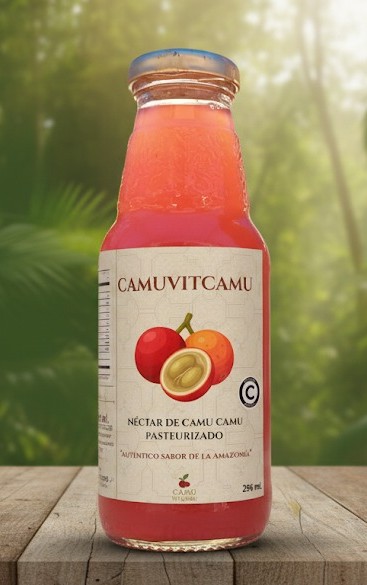 CAMUVITCAMU
©
NÉCTAR DE CAMU CAMU
PASTEURIZADO
"AUTÉNTICO SABOR DE LA AMAZONÍA"
CAMU
296 mL